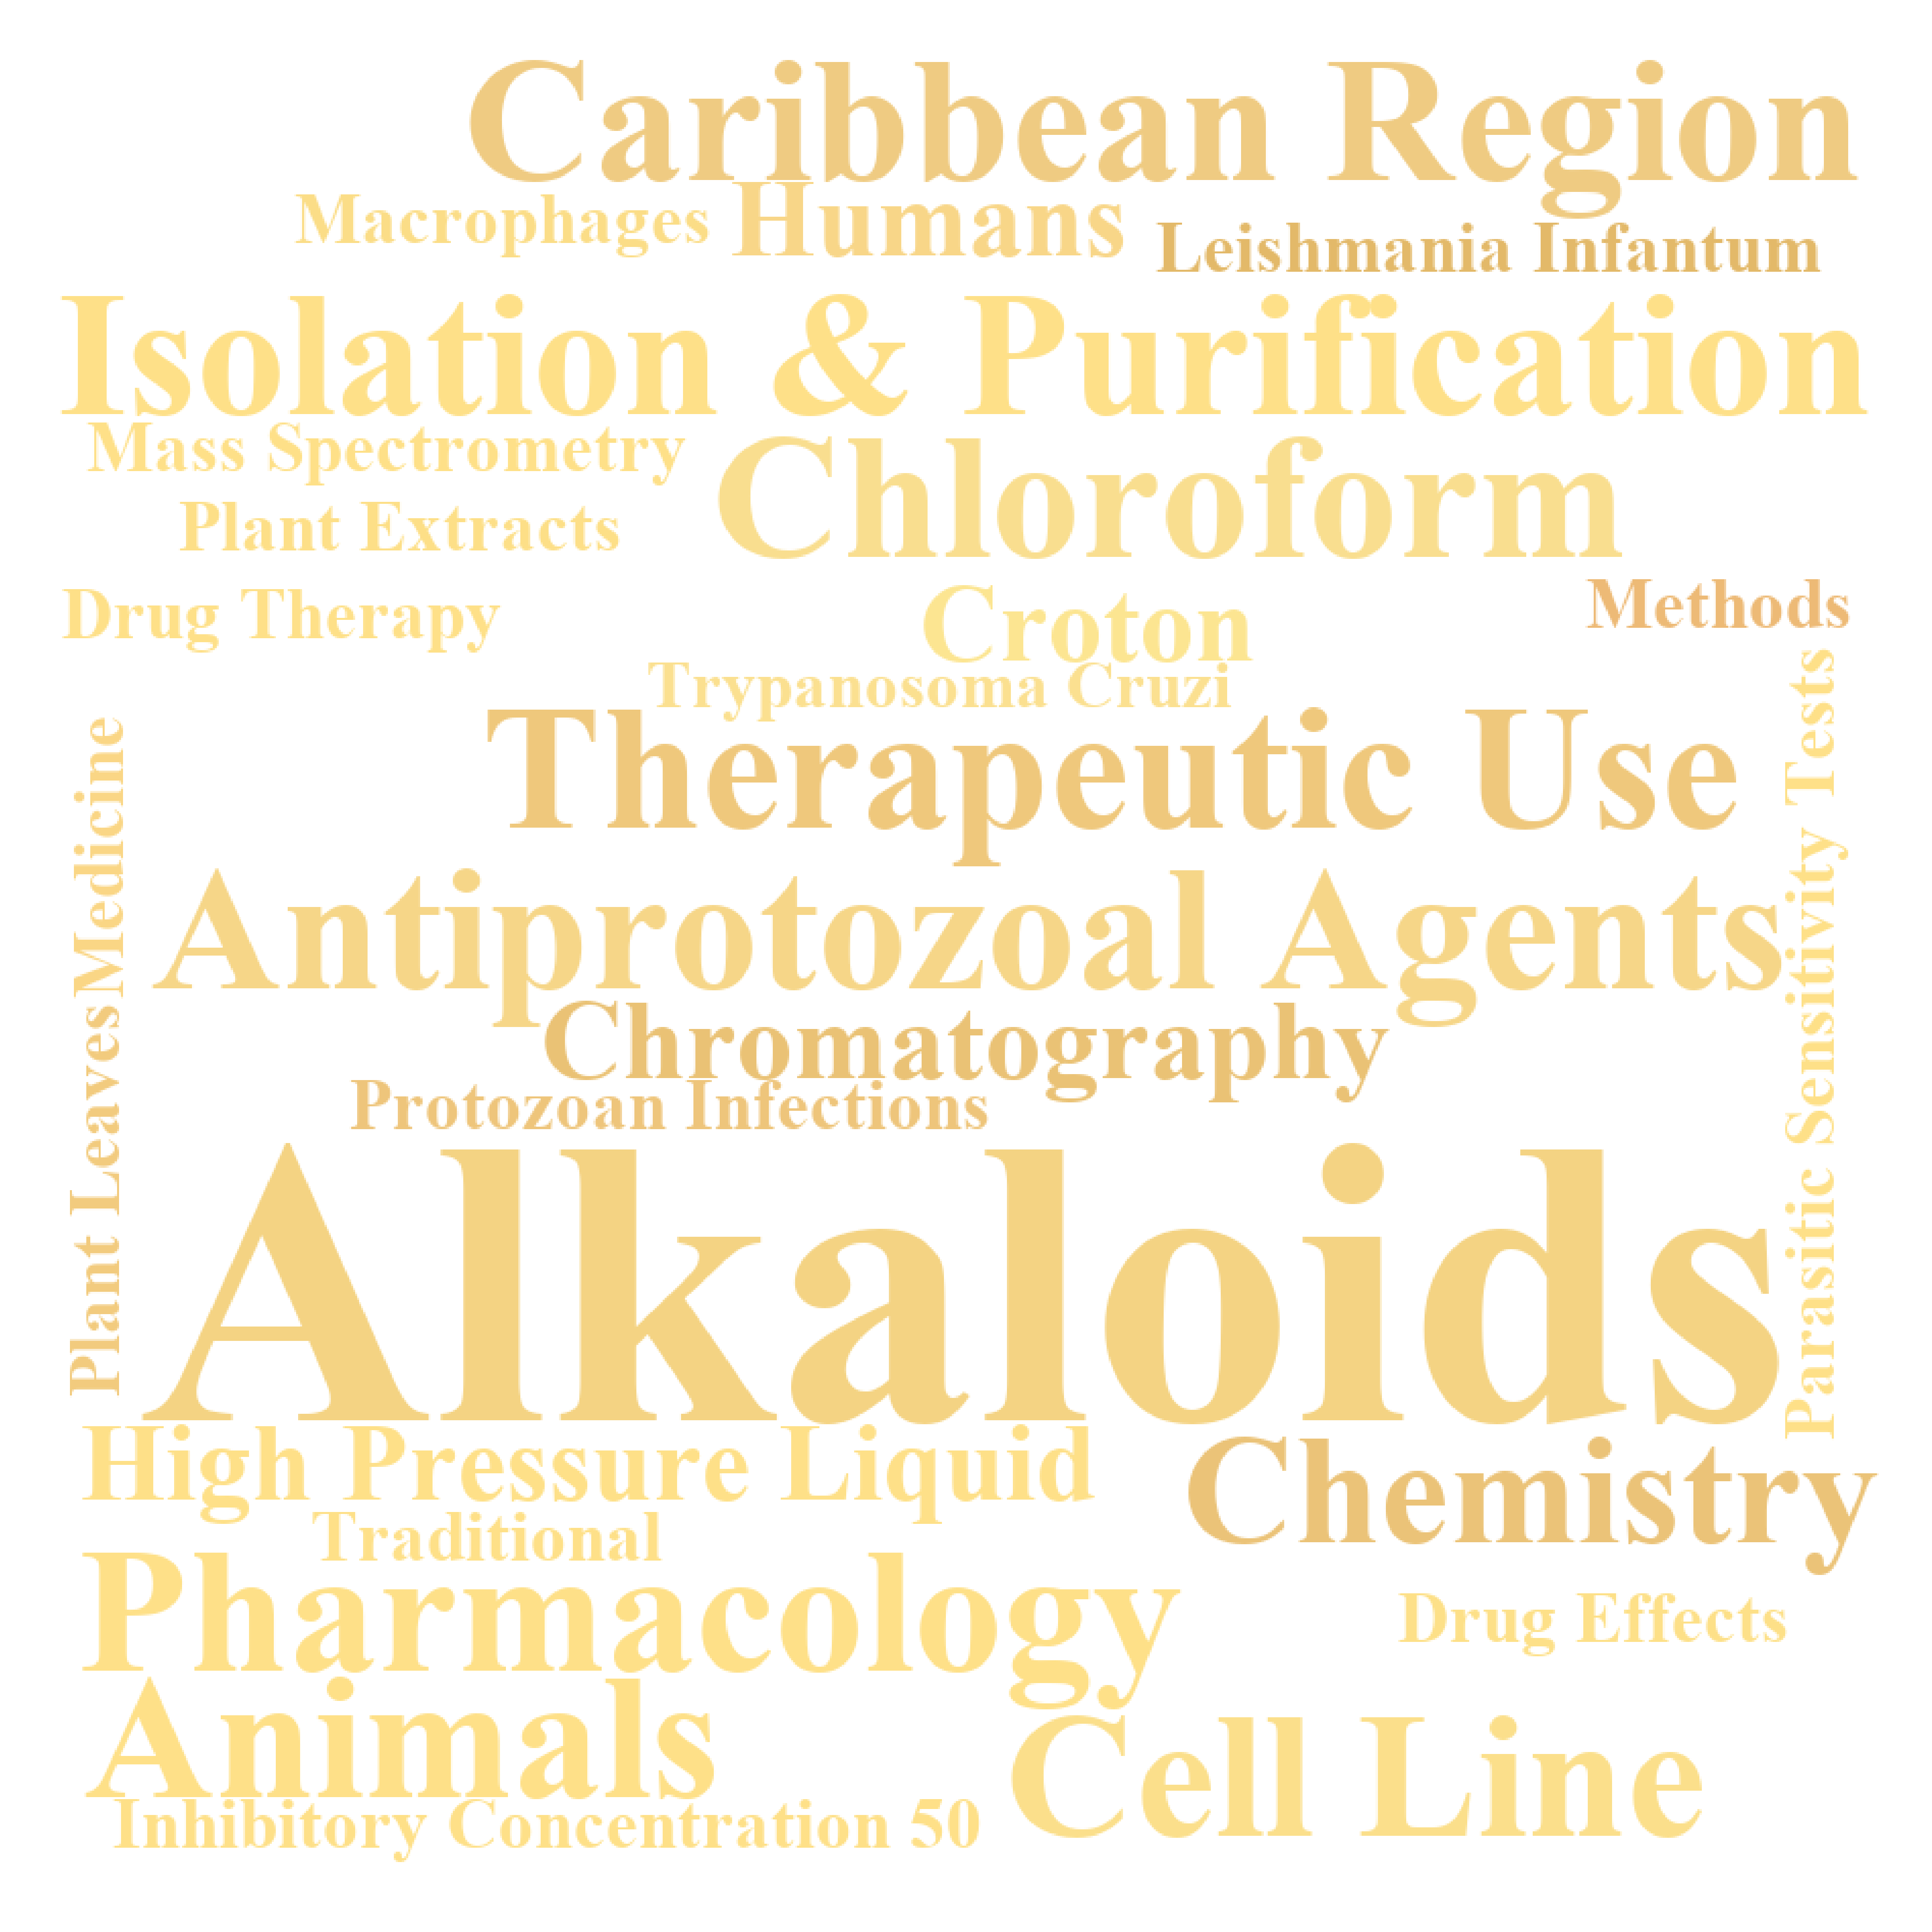 Caribbean Region
Macrophages Humans Leishmania Infantum
Isolation & Purification
Mass Spectrometry Chloroform
Plant Extracts
Drug Therapy Croton Methods
Trypanosoma Cruzi
Therapeutic Use
Medicine
Parasitic Sensitivity Tests
Antiprotozoal Agents
Chromatography
Protozoan Infections
Plant Leaves
Alkaloids
High Pressure Liquid Chemistry
Traditional
Pharmacology Drug Effects
Animals Cell Line
Inhibitory Concentration 50